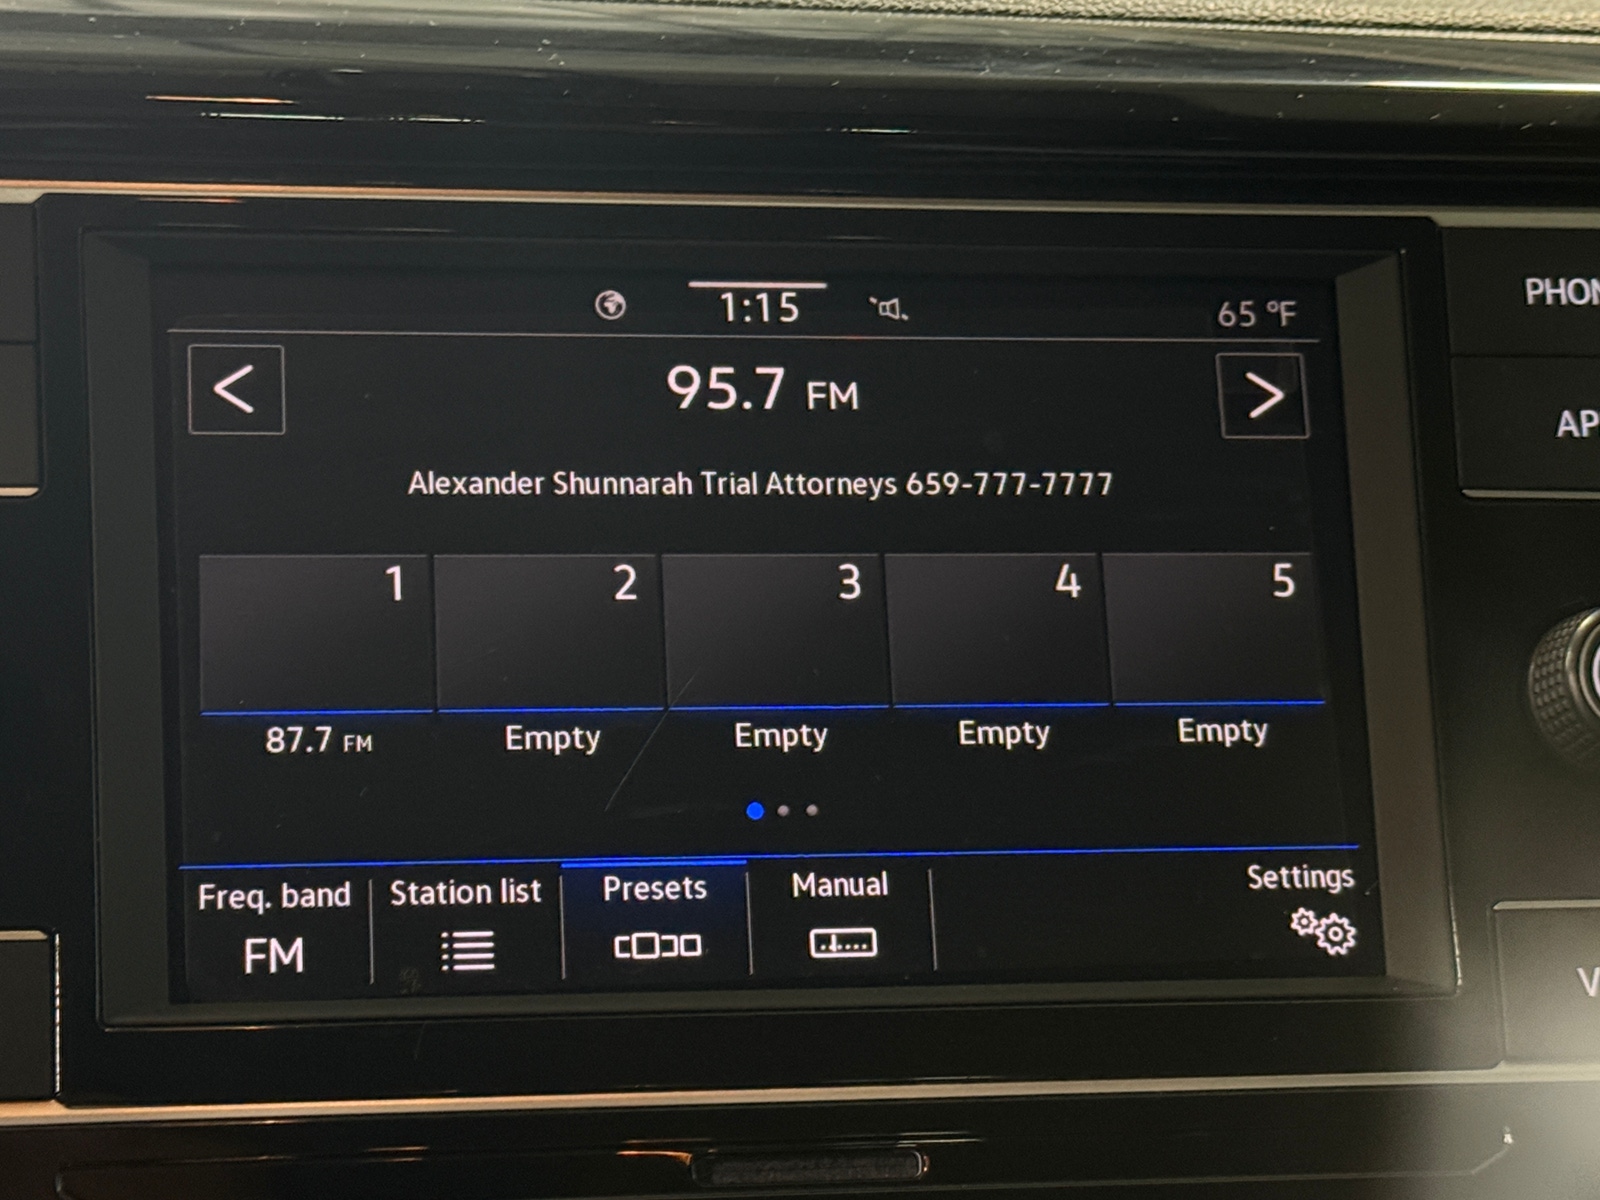 1:15
65 °F
< 95.7 FM >
Alexander Shunnarah Trial Attorneys 659-777-7777
1 2 3 4 5
87.7 FM Empty Empty Empty Empty
Freq. band Station list Presets Manual Settings
FM
PHON
AP
V